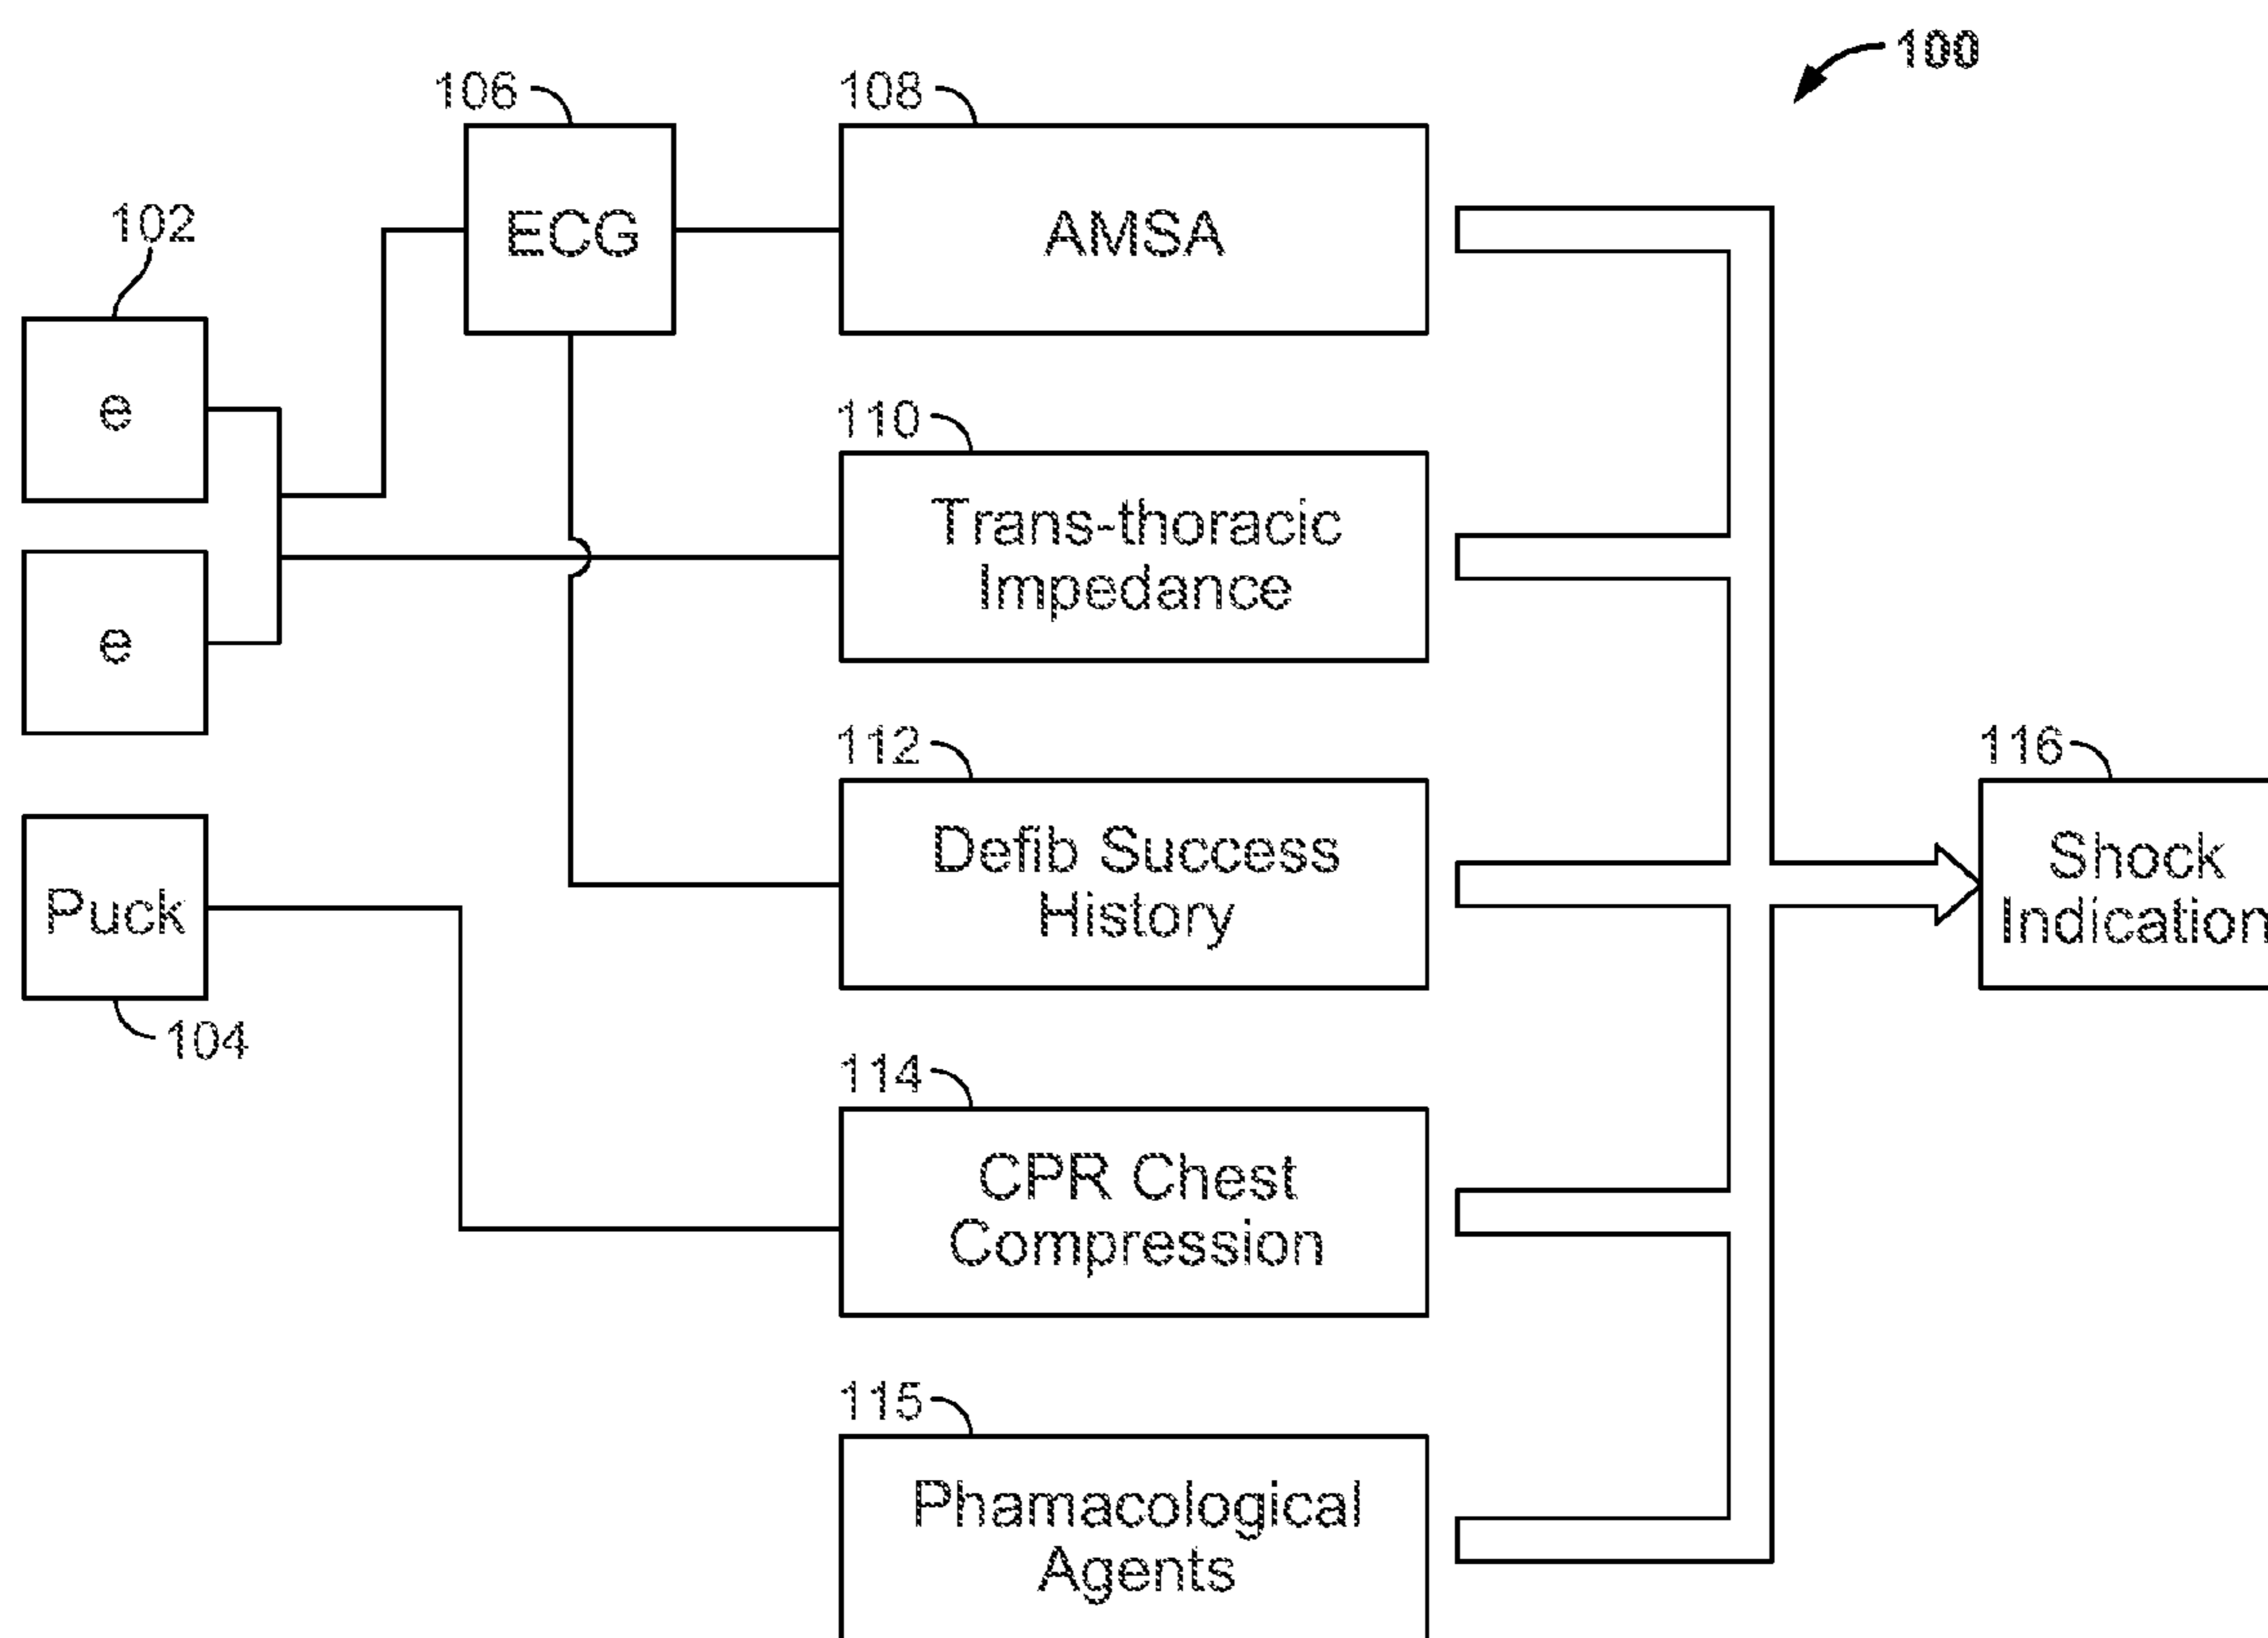 100
106
108
ECG
AMSA
102
e
110
Trans-thoracic
Impedance
e
112
Defib Success
History
116
Shock
Indication
Puck
104
114
CPR Chest
Compression
115
Phamacological
Agents